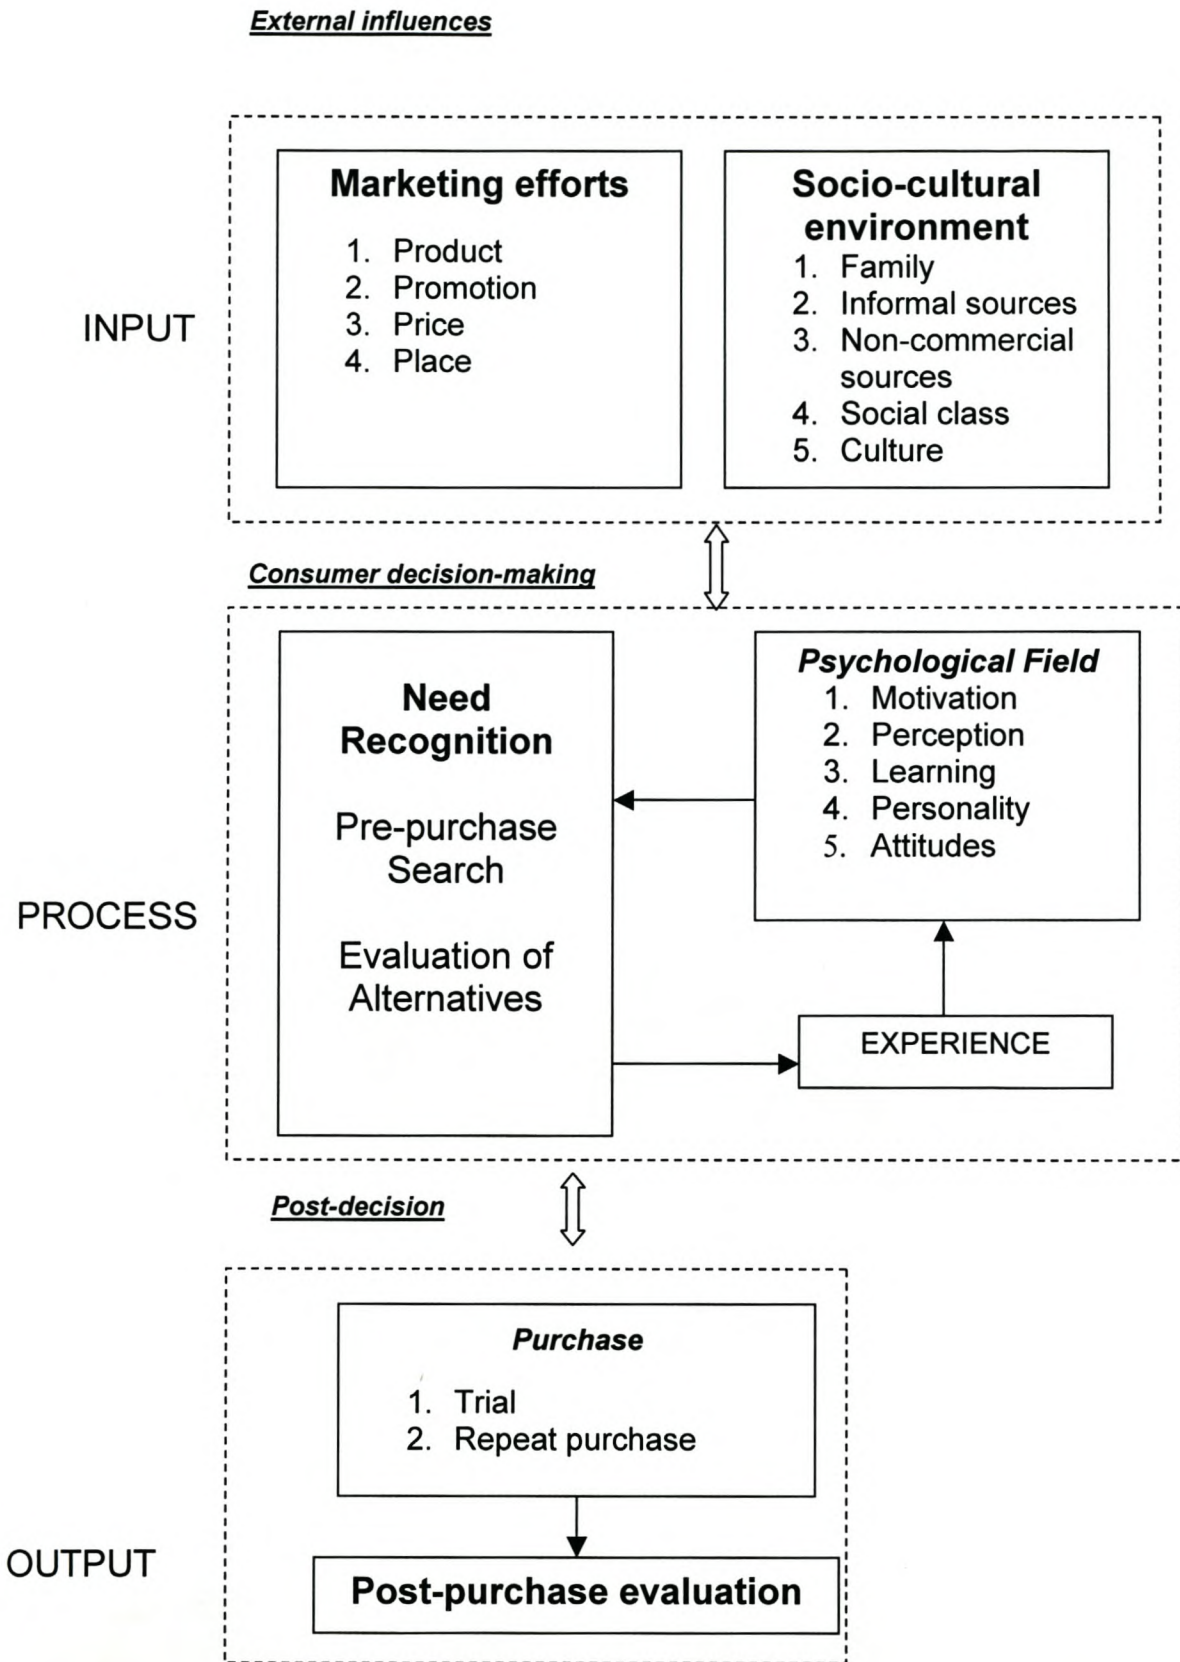 External influences
Marketing efforts
1. Product
2. Promotion
3. Price
4. Place
Socio-cultural
environment
1. Family
2. Informal sources
3. Non-commercial
sources
4. Social class
5. Culture
INPUT
Consumer decision-making
Need
Recognition
Pre-purchase
Search
Evaluation of
Alternatives
Psychological Field
1. Motivation
2. Perception
3. Learning
4. Personality
5. Attitudes
PROCESS
EXPERIENCE
Post-decision
Purchase
1. Trial
2. Repeat purchase
OUTPUT
Post-purchase evaluation